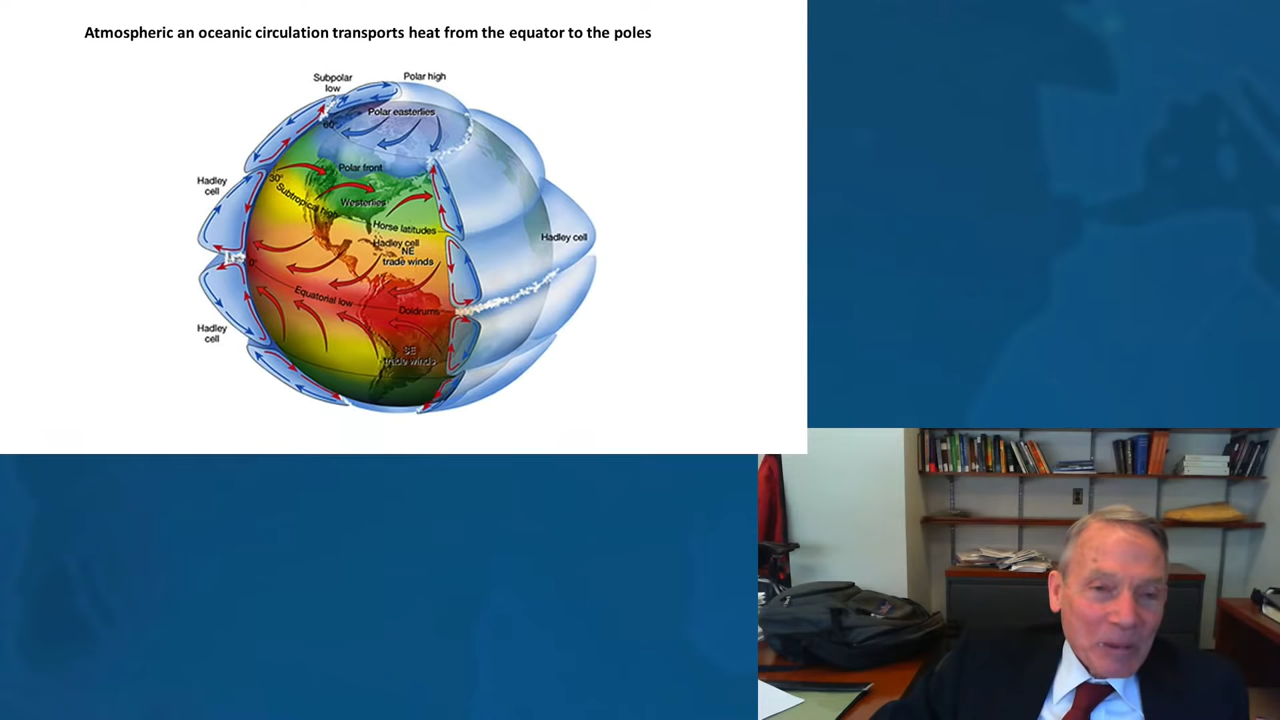 Atmospheric an oceanic circulation transports heat from the equator to the poles
Subpolar
low
Polar high
Polar easterlies
60°
Polar front
30°
Hadley
cell
Subtropical high
Westerlies
Horse latitudes
Hadley cell
NE
trade winds
Hadley cell
0°
Equatorial low
Doldrums
Hadley
cell
SE
trade winds